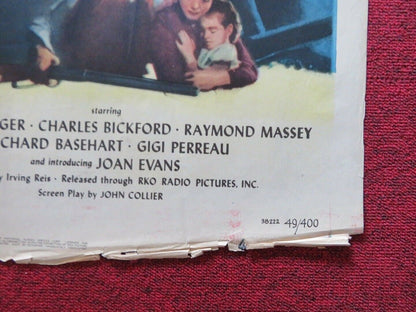 starring
GER · CHARLES BICKFORD · RAYMOND MASSEY
CHARD BASEHART · GIGI PERREAU
and introducing JOAN EVANS
y Irving Reis · Released through RKO RADIO PICTURES, INC.
Screen Play by JOHN COLLIER
38222 49/400